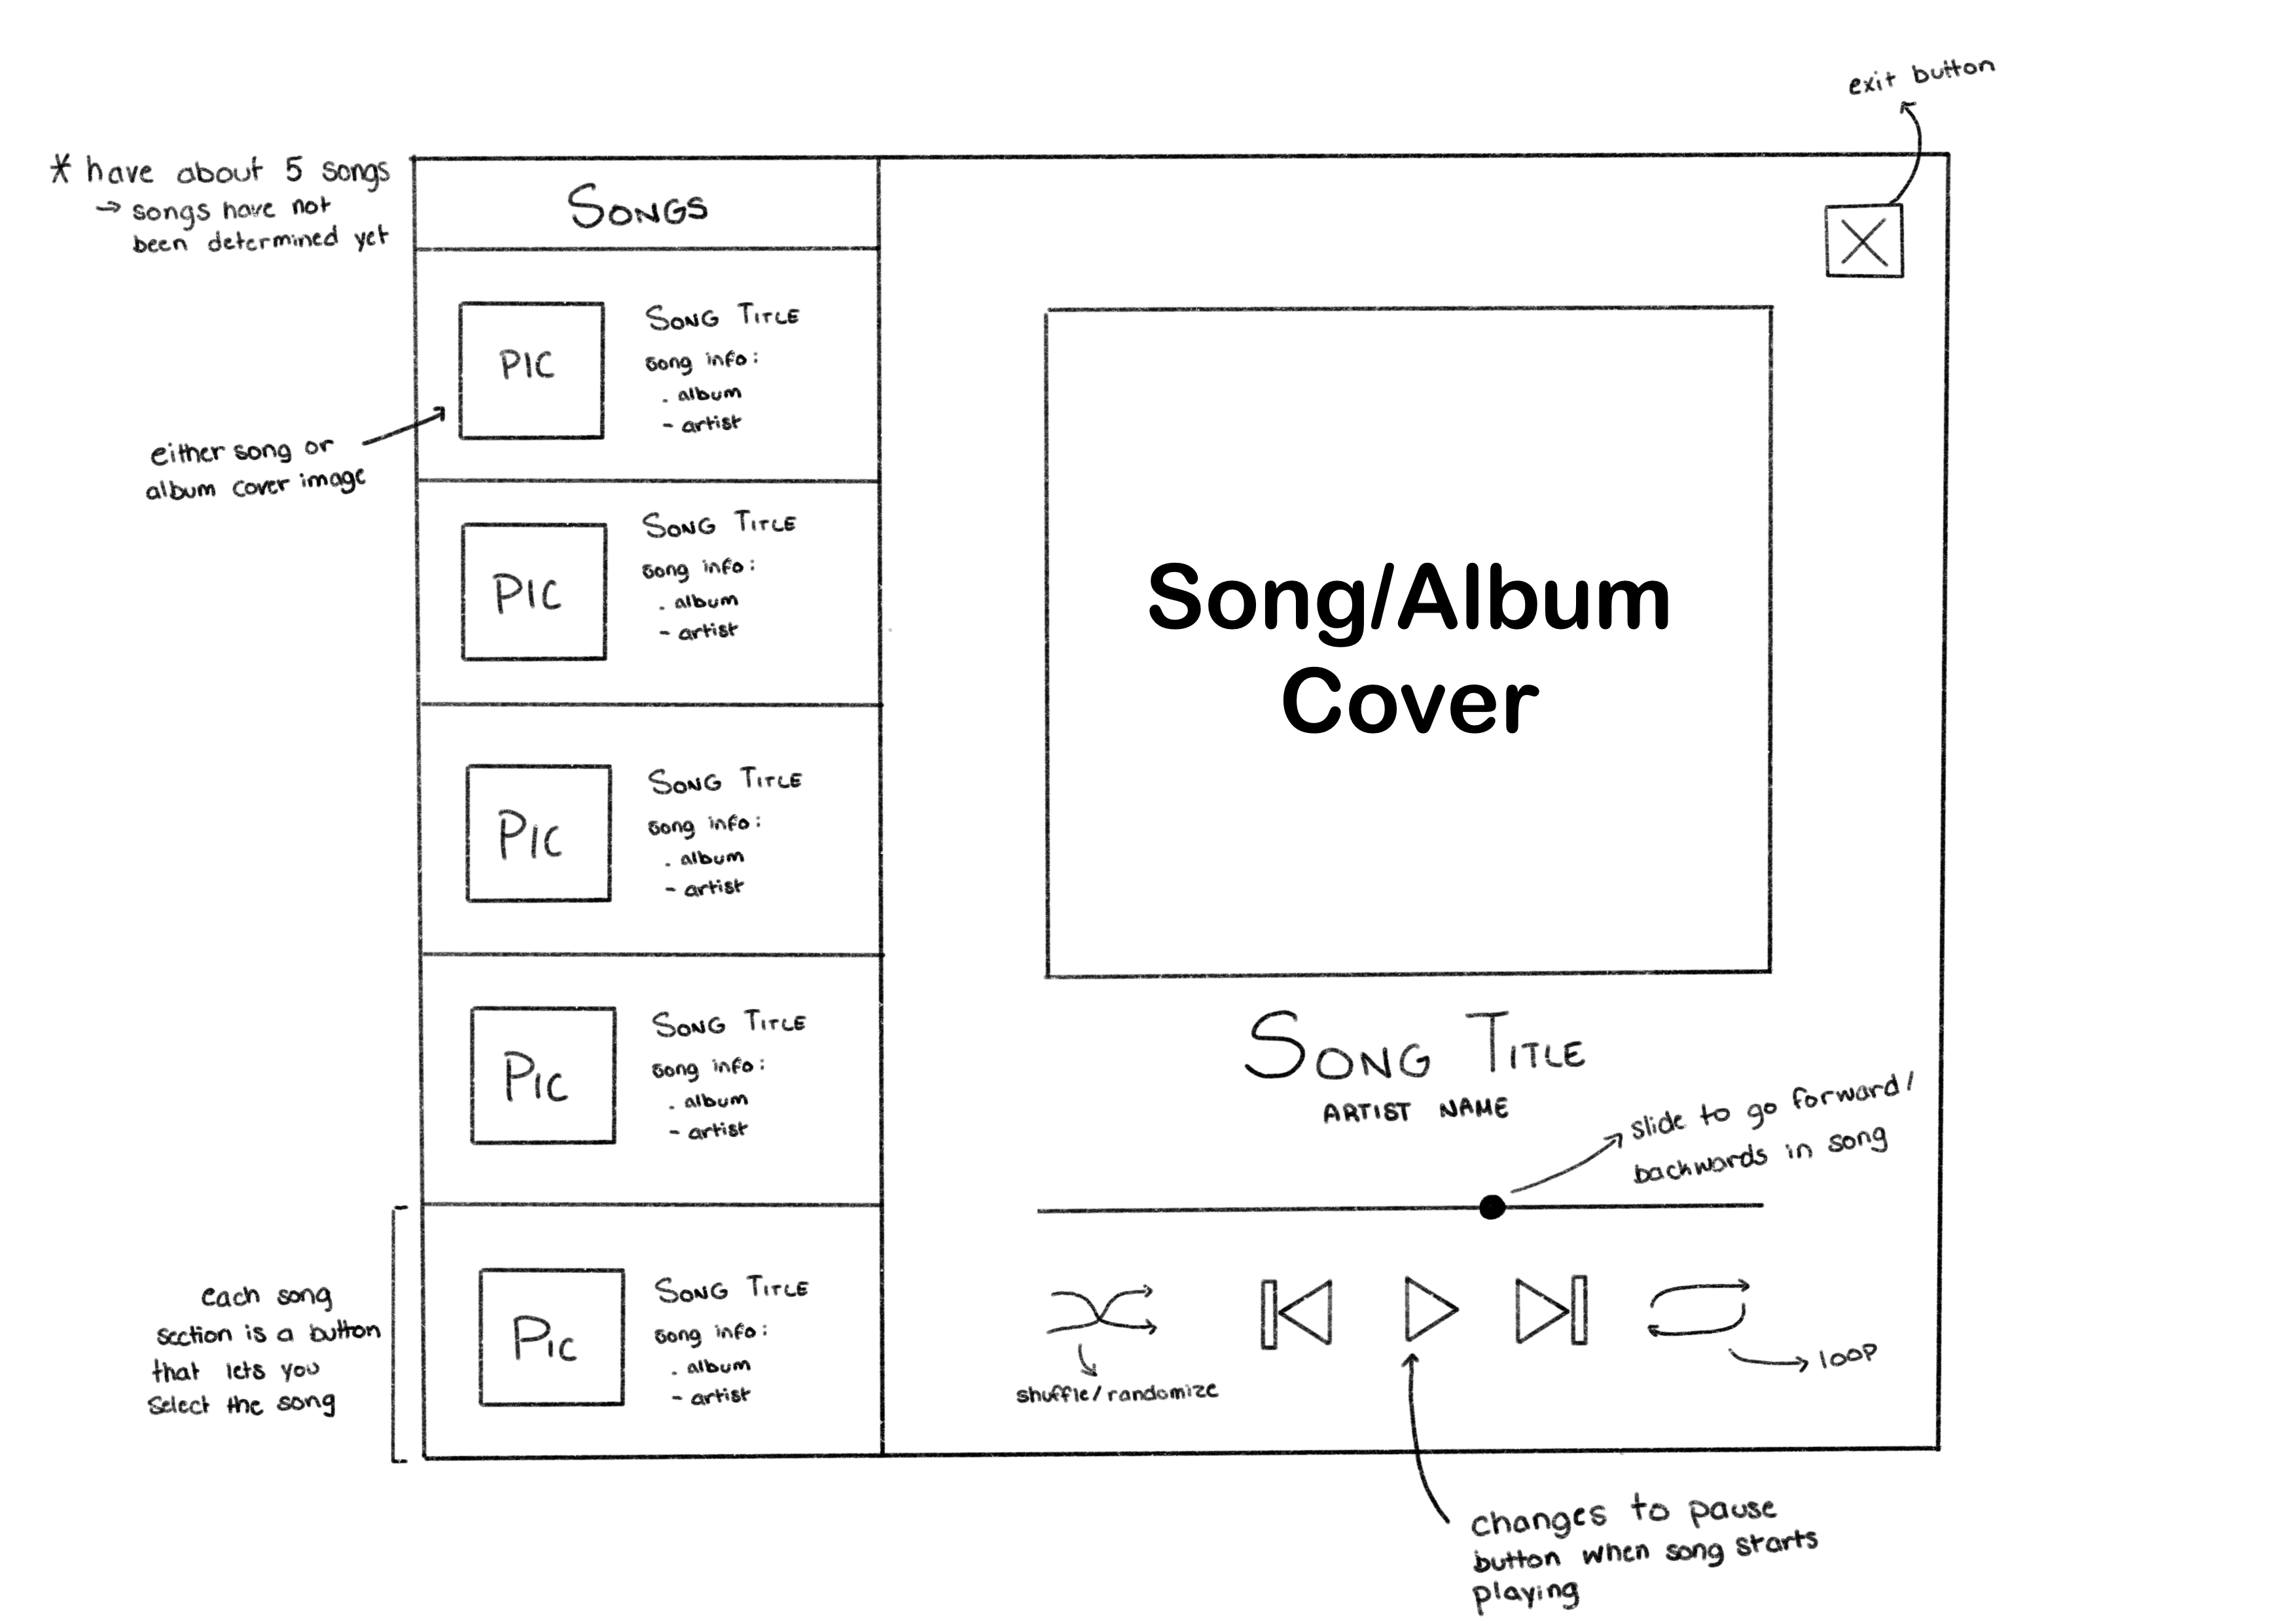 exit button
* have about 5 songs
→ songs have not
been determined yet
SONGS
PIC
SONG TITLE
song info:
. album
- artist
either song or
album cover image
PIC
SONG TITLE
song info:
. album
- artist
PIC
SONG TITLE
song info:
. album
- artist
PIC
SONG TITLE
song info:
. album
- artist
each song
section is a button
that lets you
select the song
PIC
SONG TITLE
song info:
. album
- artist
Song/Album
Cover
SONG TITLE
ARTIST NAME
slide to go forward/
backwards in song
shuffle/randomize
loop
changes to pause
button when song starts
playing